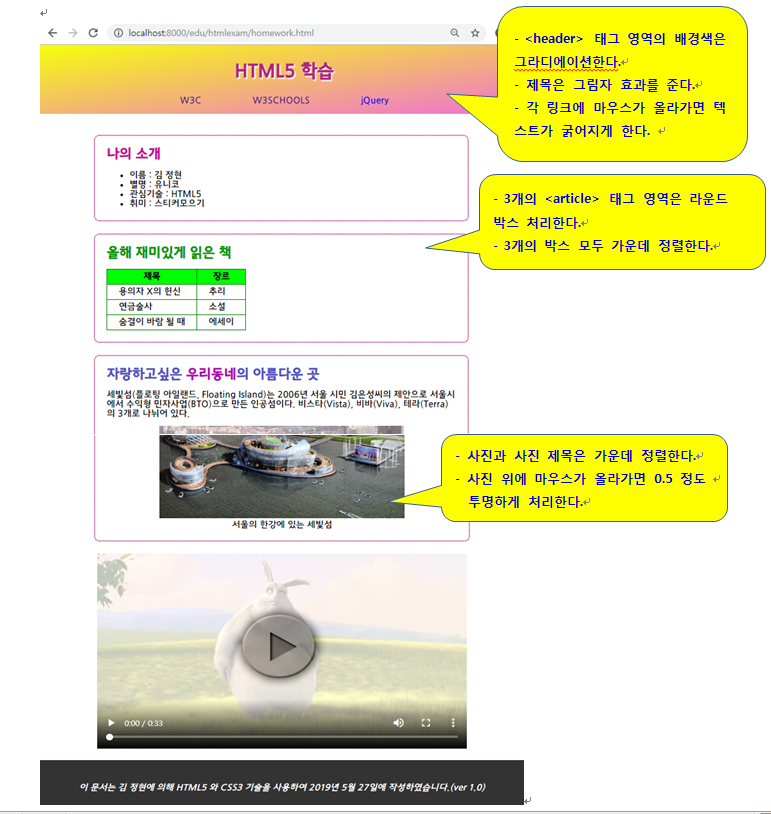 localhost:8000/edu/htmlexam/homework.html
HTML5 학습
W3C W3SCHOOLS jQuery
- <header> 태그 영역의 배경색은
그라디에이션한다.
- 제목은 그림자 효과를 준다.
- 각 링크에 마우스가 올라가면 텍
스트가 굵어지게 한다.
나의 소개
• 이름 : 김 정현
• 별명 : 유니코
• 관심기술 : HTML5
• 취미 : 스티커모으기
- 3개의 <article> 태그 영역은 라운드
박스 처리한다.
- 3개의 박스 모두 가운데 정렬한다.
올해 재미있게 읽은 책
제목 장르
용의자 X의 헌신 추리
연금술사 소설
숨결이 바람 될 때 에세이
자랑하고싶은 우리동네의 아름다운 곳
세빛섬(플로팅 아일랜드, Floating Island)는 2006년 서울 시민 김은성씨의 제안으로 서울시
에서 수익형 민자사업(BTO)으로 만든 인공섬이다. 비스타(Vista), 비바(Viva), 테라(Terra)
의 3개로 나뉘어 있다.
- 사진과 사진 제목은 가운데 정렬한다.
- 사진 위에 마우스가 올라가면 0.5 정도
투명하게 처리한다.
서울의 한강에 있는 세빛섬
0:00 / 0:33
이 문서는 김 정현에 의해 HTML5 와 CSS3 기술을 사용하여 2019년 5월 27일에 작성하였습니다.(ver 1.0)